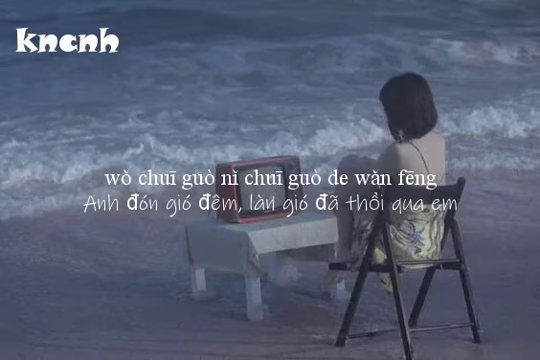 kncnh
wǒ chuī guò nǐ chuī guò de wǎn fēng
Anh đón gió đêm, làn gió đã thổi qua em